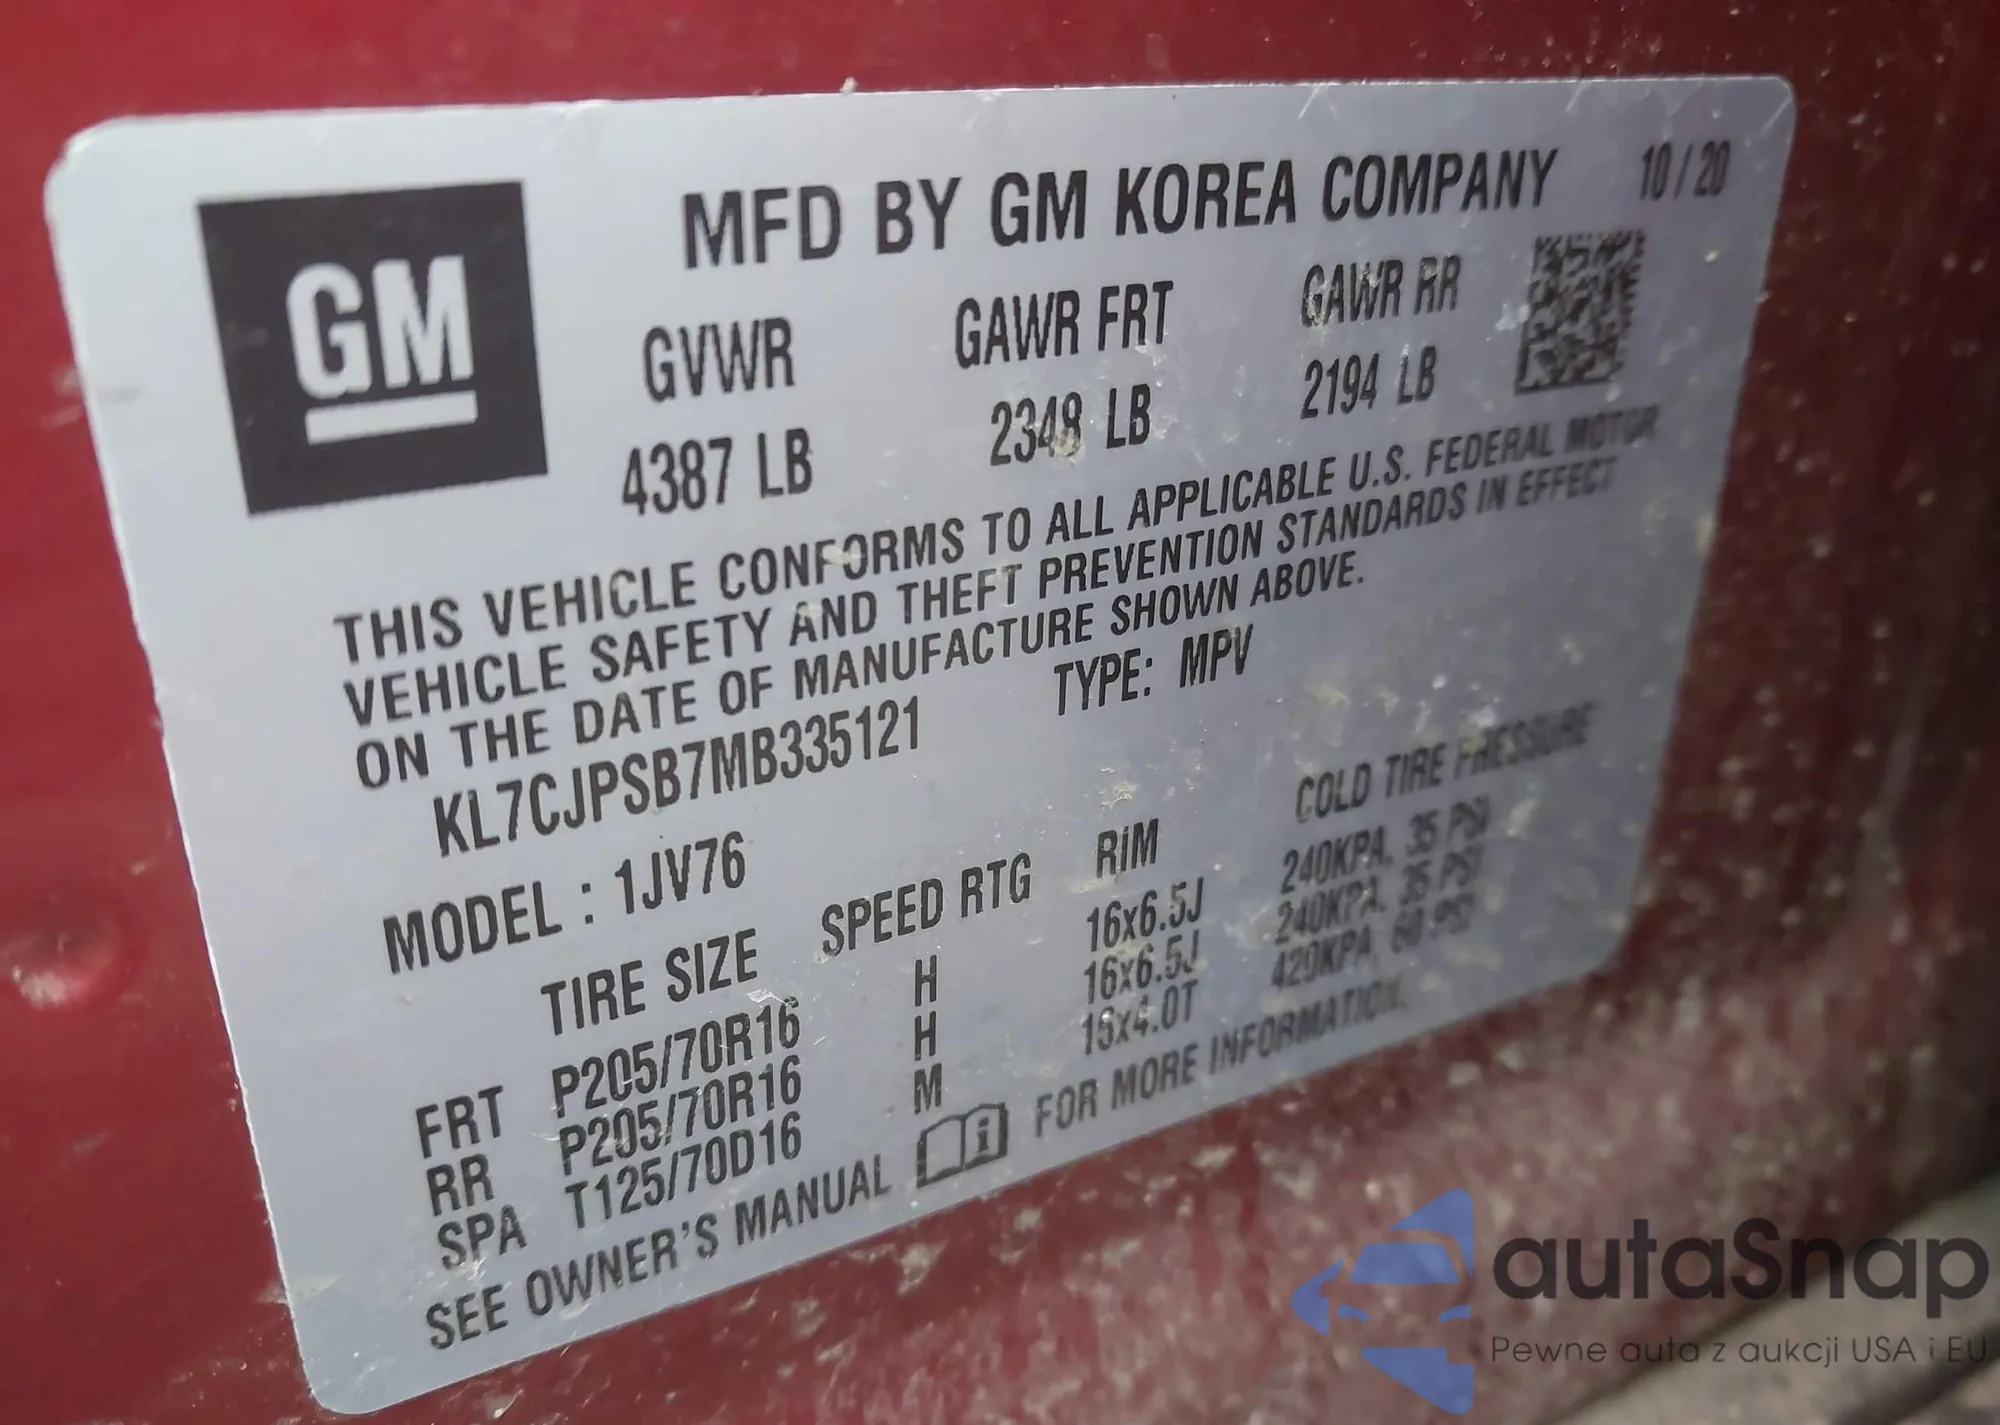 GM
MFD BY GM KOREA COMPANY 10/20
GVWR GAWR FRT GAWR RR
4387 LB 2348 LB 2194 LB
THIS VEHICLE CONFORMS TO ALL APPLICABLE U.S. FEDERAL MOTOR
VEHICLE SAFETY AND THEFT PREVENTION STANDARDS IN EFFECT
ON THE DATE OF MANUFACTURE SHOWN ABOVE.
KL7CJPSB7MB335121 TYPE: MPV
MODEL : 1JV76
TIRE SIZE SPEED RTG RIM COLD TIRE PRESSURE
FRT P205/70R16 H 16x6.5J 240KPA, 35 PSI
RR P205/70R16 H 16x6.5J 240KPA, 35 PSI
SPA T125/70D16 M 16x4.0T 420KPA, 60 PSI
SEE OWNER'S MANUAL FOR MORE INFORMATION.
autaSnap
Pewne auta z aukcji USA i EU